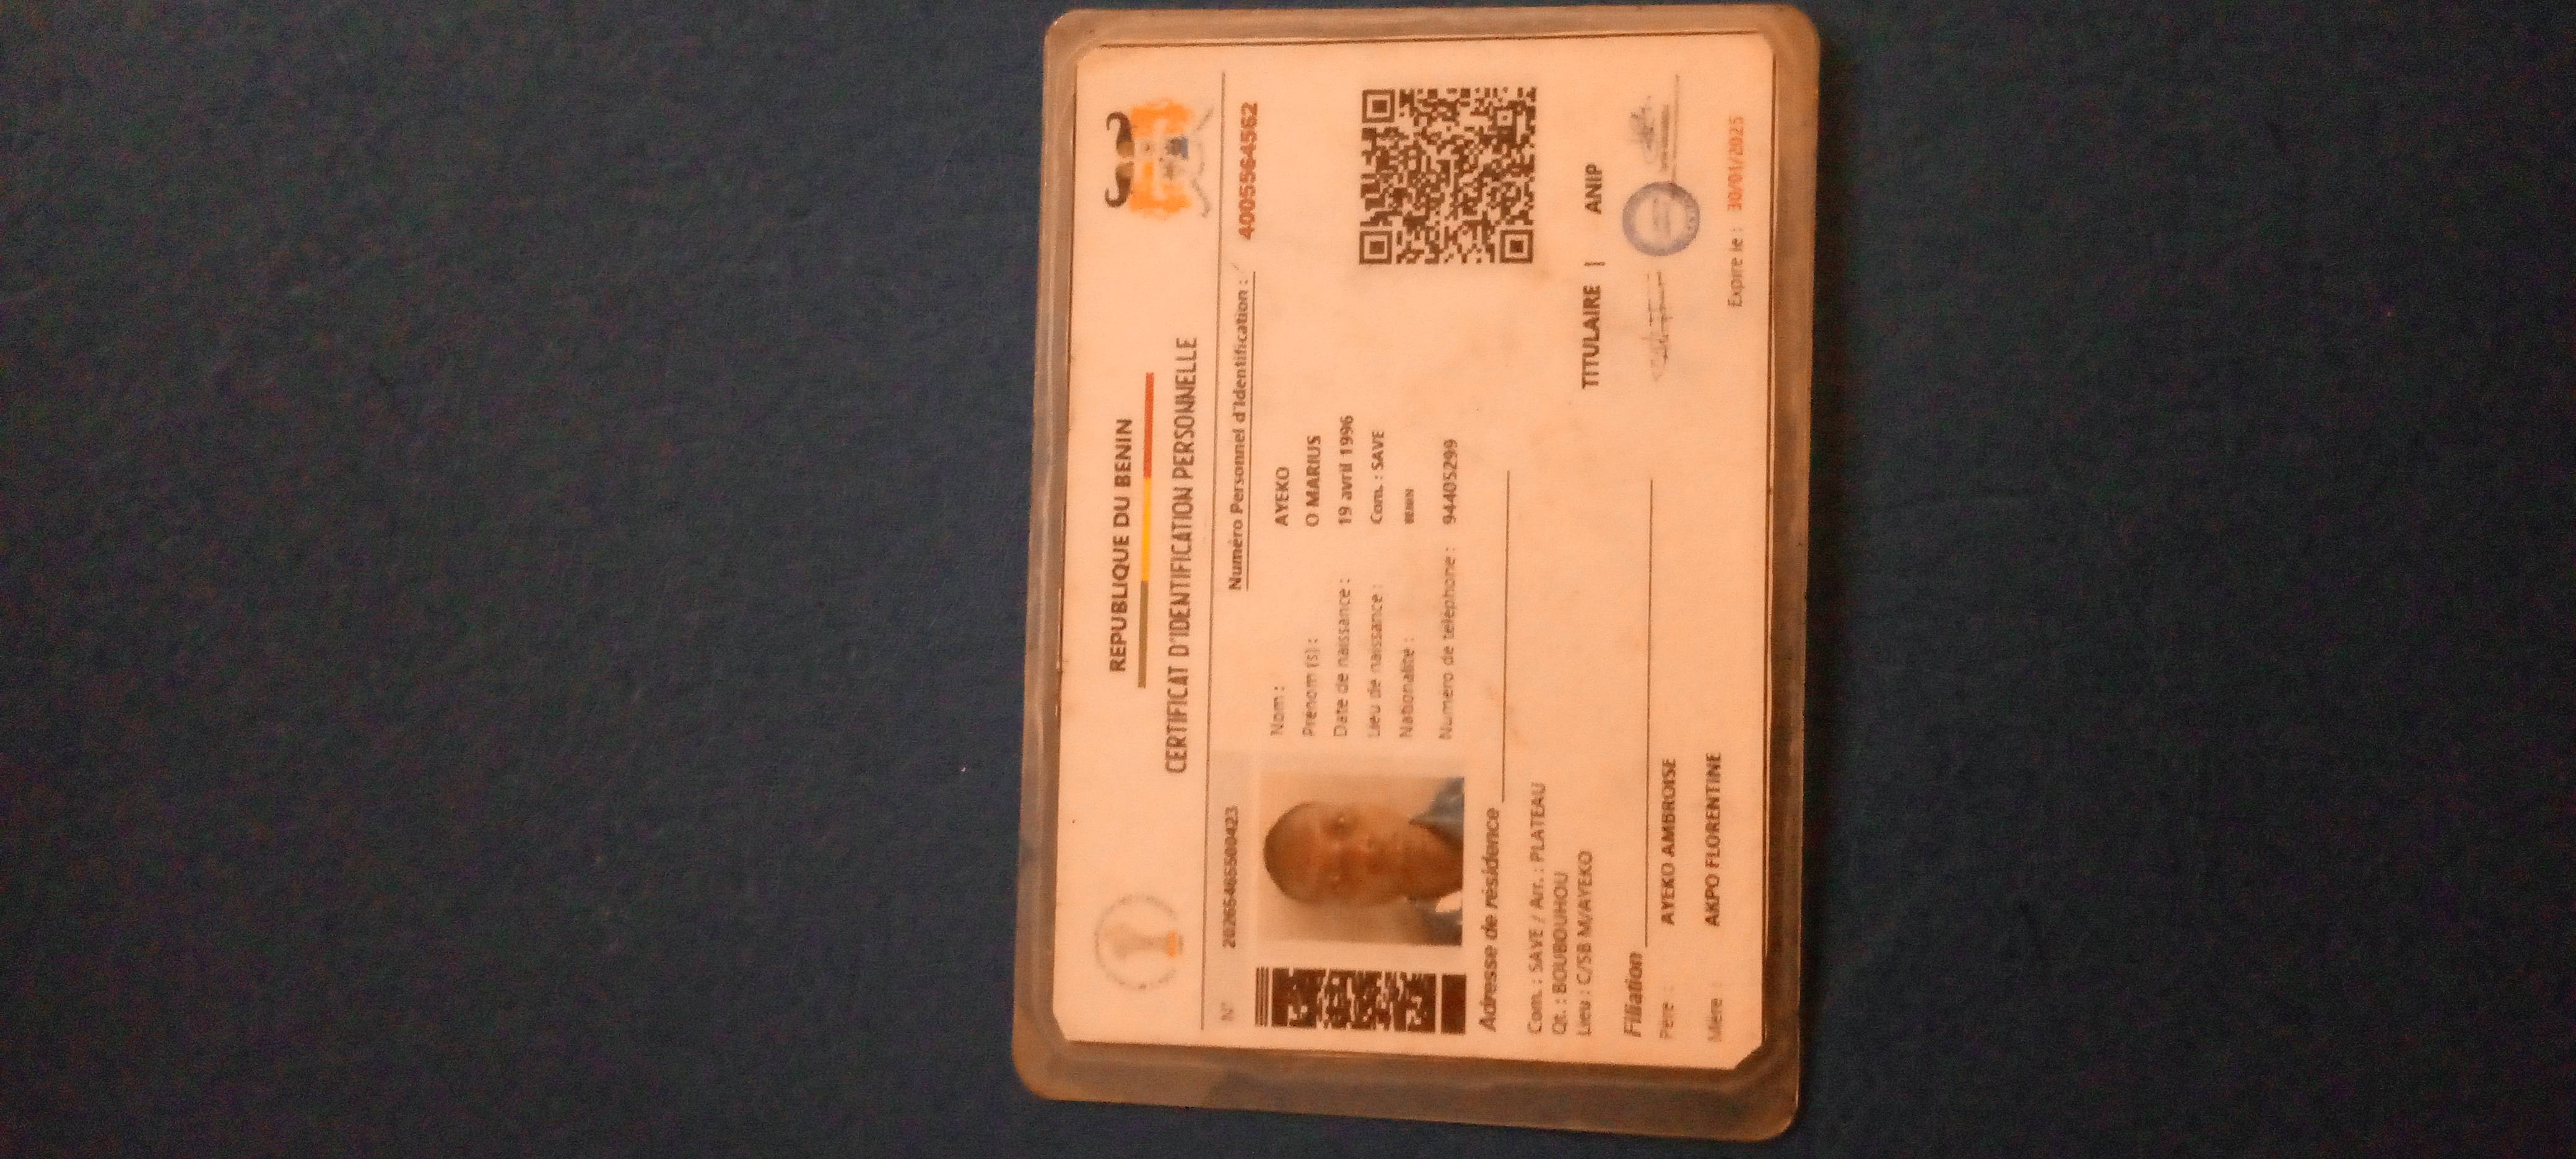 REPUBLIQUE DU BENIN
CERTIFICAT D'IDENTIFICATION PERSONNELLE
Numéro Personnel d'Identification : 4005564562
N° 20265465500423
Nom : AYEKO
Prénom (s) : O MARIUS
Date de naissance : 19 avril 1996
Lieu de naissance : Com. : SAVE
Nationalité : BENIN
Numéro de téléphone : 94405299
Adresse de résidence
Com. : SAVE / Arr. : PLATEAU
Qt. : BOUBOUHOU
Lieu : C/SB M/AYEKO
TITULAIRE | ANIP
Filiation
Père : AYEKO AMBROISE
Mère : AKPO FLORENTINE
Expire le : 30/01/2025